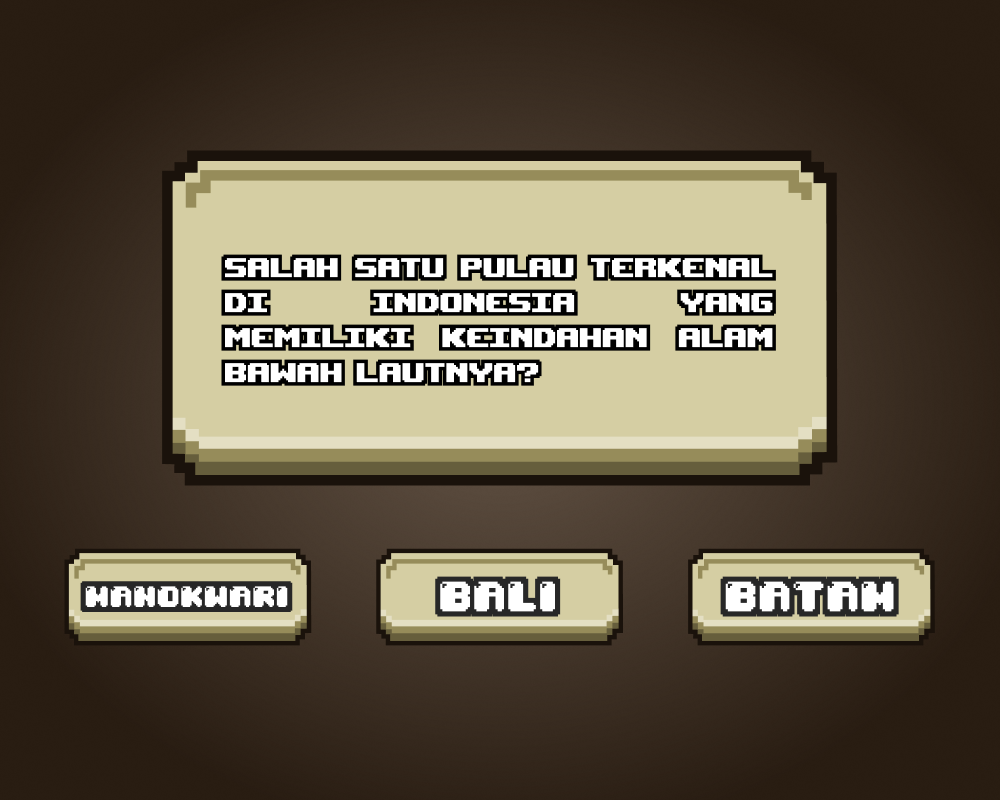 SALAH SATU PULAU TERKENAL
DI INDONESIA YANG
MEMILIKI KEINDAHAN ALAM
BAWAH LAUTNYA?
MANOKWARI
BALI
BATAM